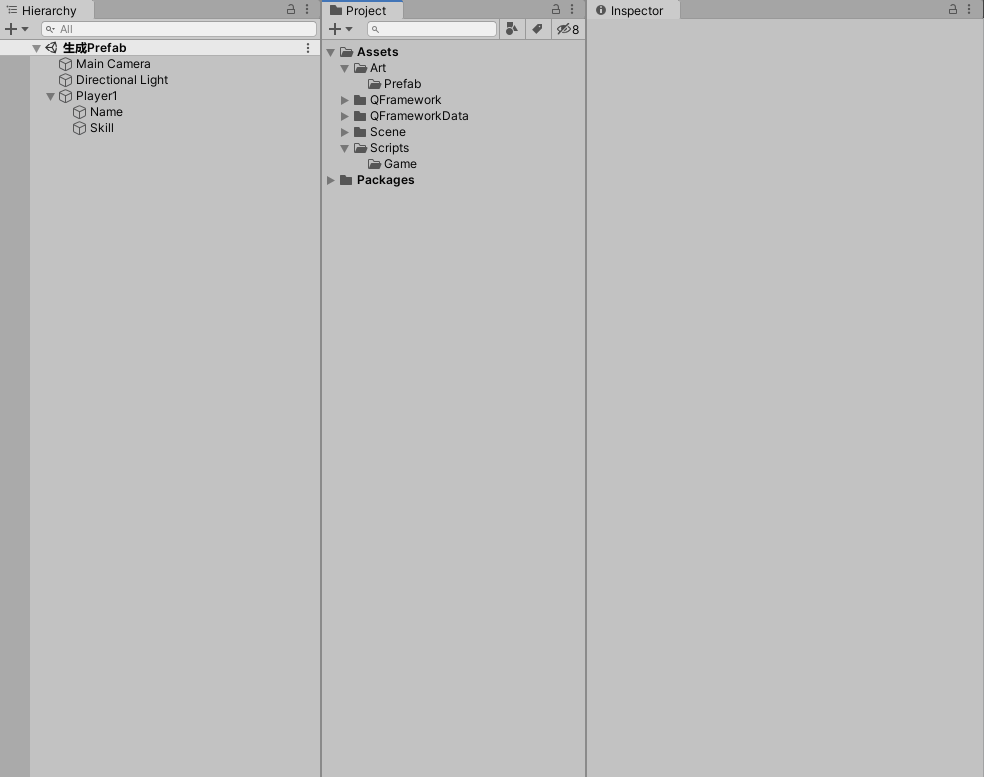 Hierarchy
All
生成Prefab
Main Camera
Directional Light
Player1
Name
Skill
Project
8
Assets
Art
Prefab
QFramework
QFrameworkData
Scene
Scripts
Game
Packages
Inspector